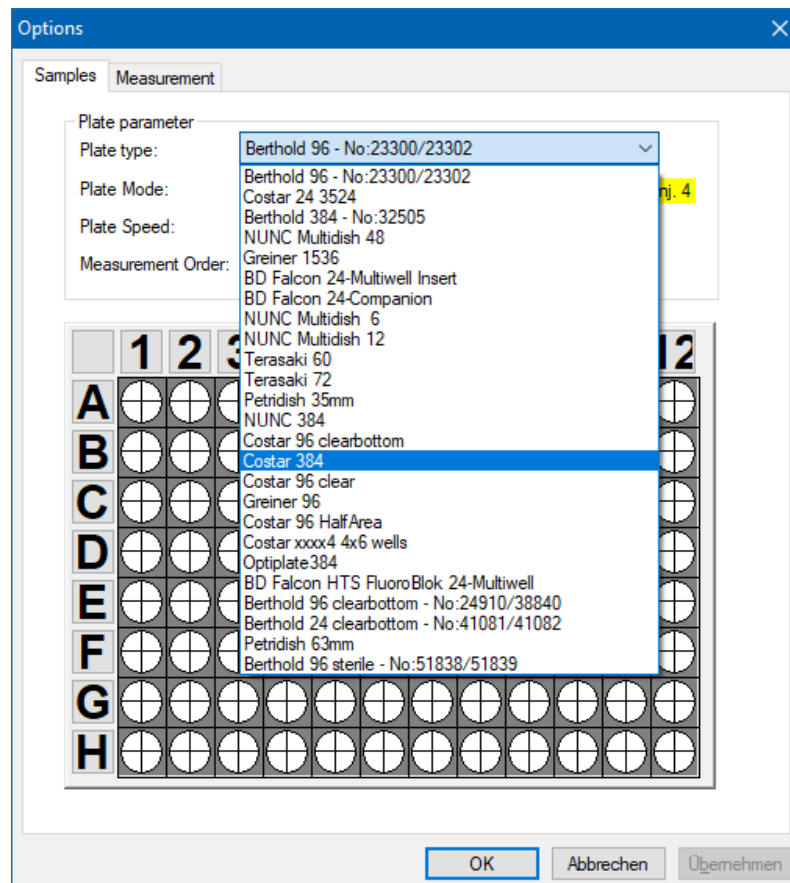 Options
Samples Measurement
Plate parameter
Plate type: Berthold 96 - No:23300/23302
Plate Mode:
Plate Speed:
Measurement Order:
Berthold 96 - No:23300/23302
Costar 24 3524
Berthold 384 - No:32505
NUNC Multidish 48
Greiner 1536
BD Falcon 24-Multiwell Insert
BD Falcon 24-Companion
NUNC Multidish  6
NUNC Multidish 12
Terasaki 60
Terasaki 72
Petridish 35mm
NUNC 384
Costar 96 clearbottom
Costar 384
Costar 96 clear
Greiner 96
Costar 96 HalfArea
Costar xxxx4 4x6 wells
Optiplate384
BD Falcon HTS FluoroBlok 24-Multiwell
Berthold 96 clearbottom - No:24910/38840
Berthold 24 clearbottom - No:41081/41082
Petridish 63mm
Berthold 96 sterile - No:51838/51839
nj. 4
1 2 3 12
A
B
C
D
E
F
G
H
OK Abbrechen Übernehmen